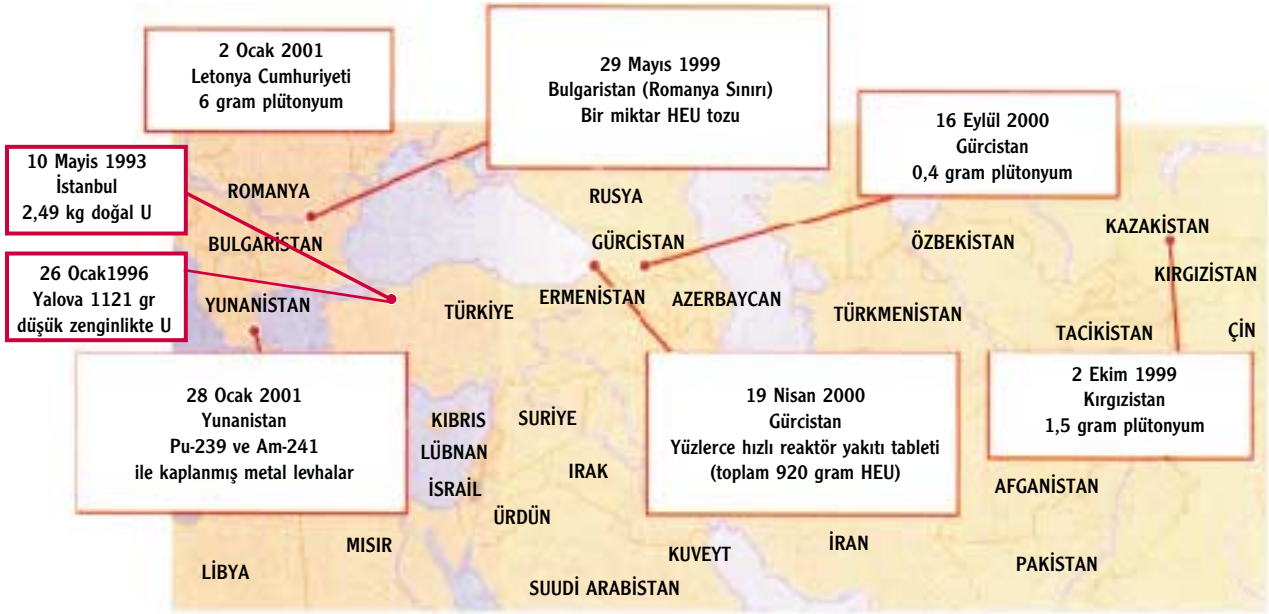 2 Ocak 2001
Letonya Cumhuriyeti
6 gram plütonyum
29 Mayıs 1999
Bulgaristan (Romanya Sınırı)
Bir miktar HEU tozu
16 Eylül 2000
Gürcistan
0,4 gram plütonyum
10 Mayis 1993
İstanbul
2,49 kg doğal U
26 Ocak1996
Yalova 1121 gr
düşük zenginlikte U
ROMANYA
BULGARİSTAN
YUNANİSTAN
TÜRKİYE
RUSYA
GÜRCİSTAN
ERMENİSTAN
AZERBAYCAN
ÖZBEKİSTAN
TÜRKMENİSTAN
KAZAKİSTAN
KIRGIZİSTAN
TACİKİSTAN
ÇİN
28 Ocak 2001
Yunanistan
Pu-239 ve Am-241
ile kaplanmış metal levhalar
19 Nisan 2000
Gürcistan
Yüzlerce hızlı reaktör yakıtı tableti
(toplam 920 gram HEU)
2 Ekim 1999
Kırgızistan
1,5 gram plütonyum
KIBRIS
LÜBNAN
İSRAİL
SURİYE
IRAK
ÜRDÜN
AFGANİSTAN
MISIR
LİBYA
KUVEYT
SUUDİ ARABİSTAN
İRAN
PAKİSTAN